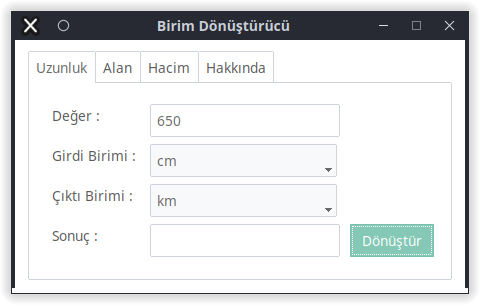 Birim Dönüştürücü
Uzunluk Alan Hacim Hakkında
Değer : 650
Girdi Birimi : cm
Çıktı Birimi : km
Sonuç : Dönüştür